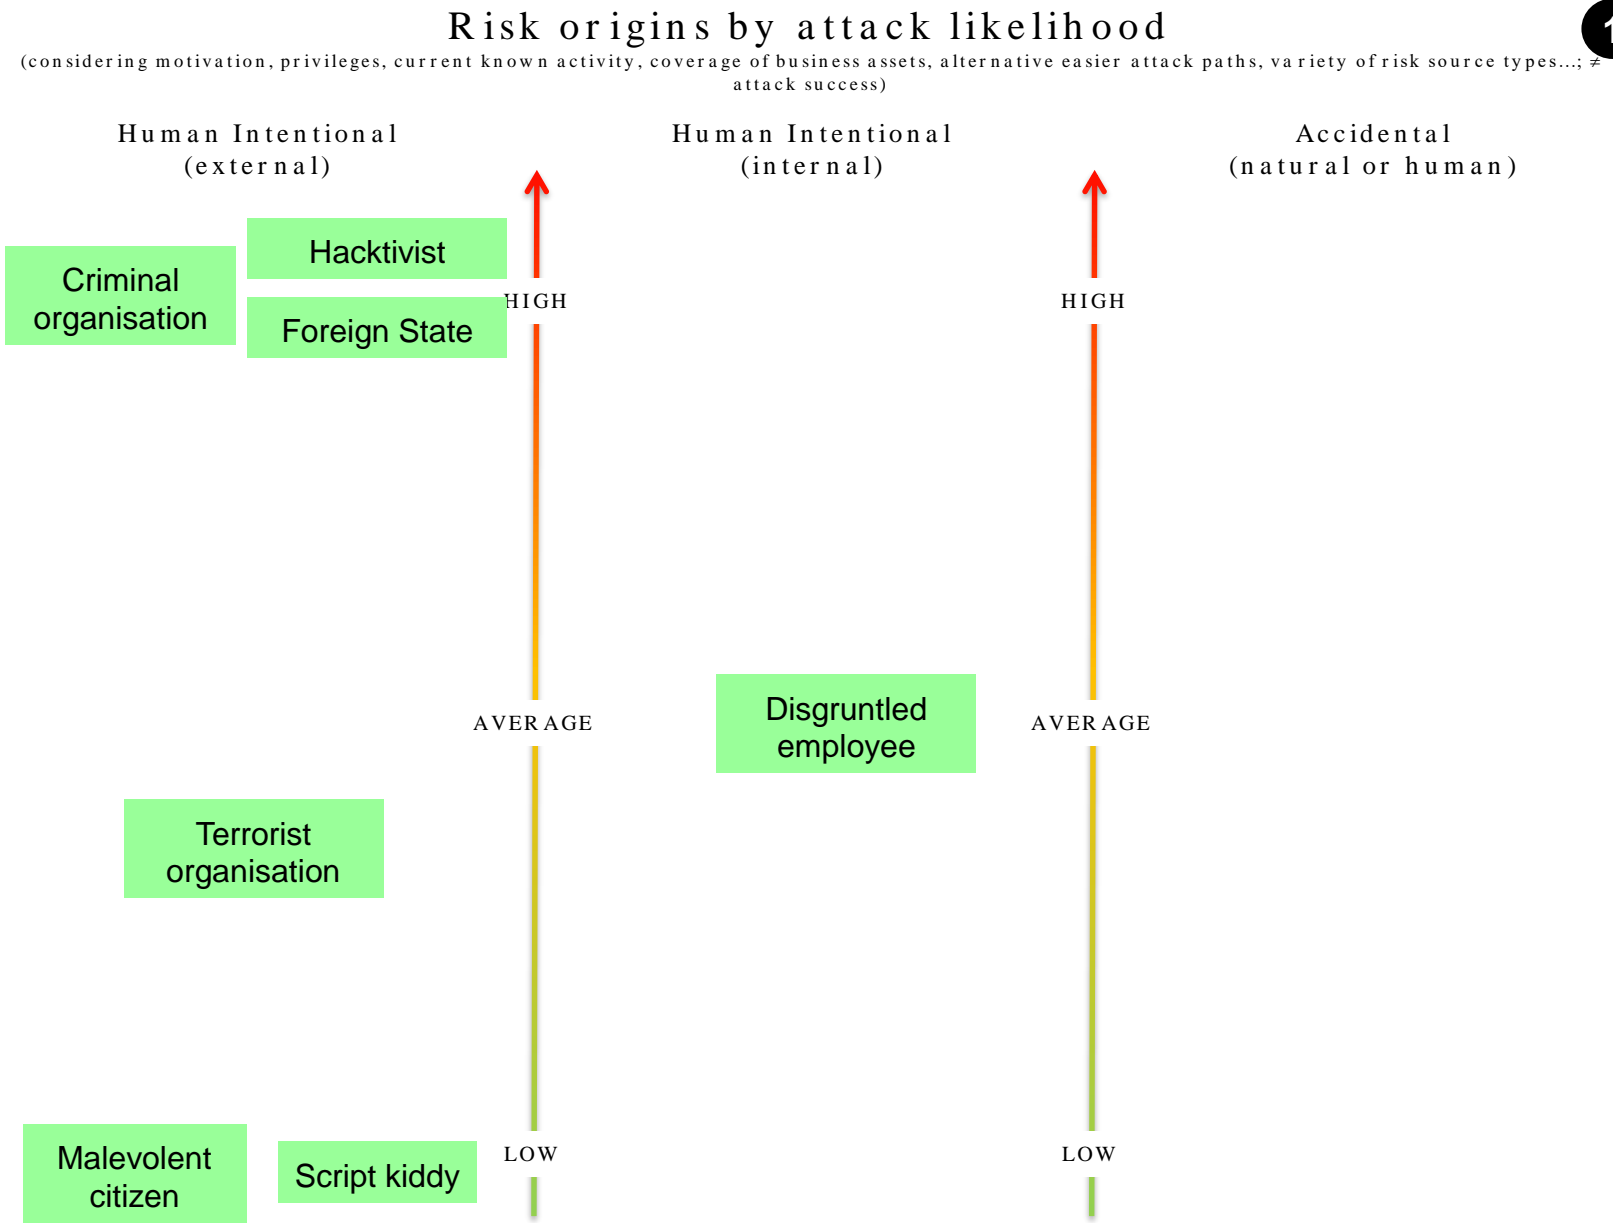 Risk origins by attack likelihood
1
(considering motivation, privileges, current known activity, coverage of business assets, alternative easier attack paths, variety of risk source types...; ≠
attack success)
Human Intentional
(external)
Human Intentional
(internal)
Accidental
(natural or human)
Hacktivist
Criminal
organisation
Foreign State
HIGH
HIGH
Disgruntled
employee
AVERAGE
AVERAGE
Terrorist
organisation
Malevolent
citizen
Script kiddy
LOW
LOW